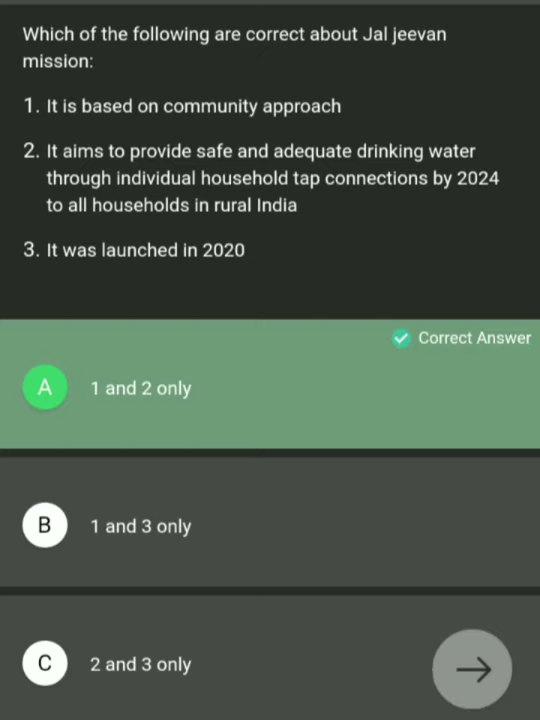 Which of the following are correct about Jal jeevan
mission:
1. It is based on community approach
2. It aims to provide safe and adequate drinking water
through individual household tap connections by 2024
to all households in rural India
3. It was launched in 2020
Correct Answer
A 1 and 2 only
B 1 and 3 only
C 2 and 3 only